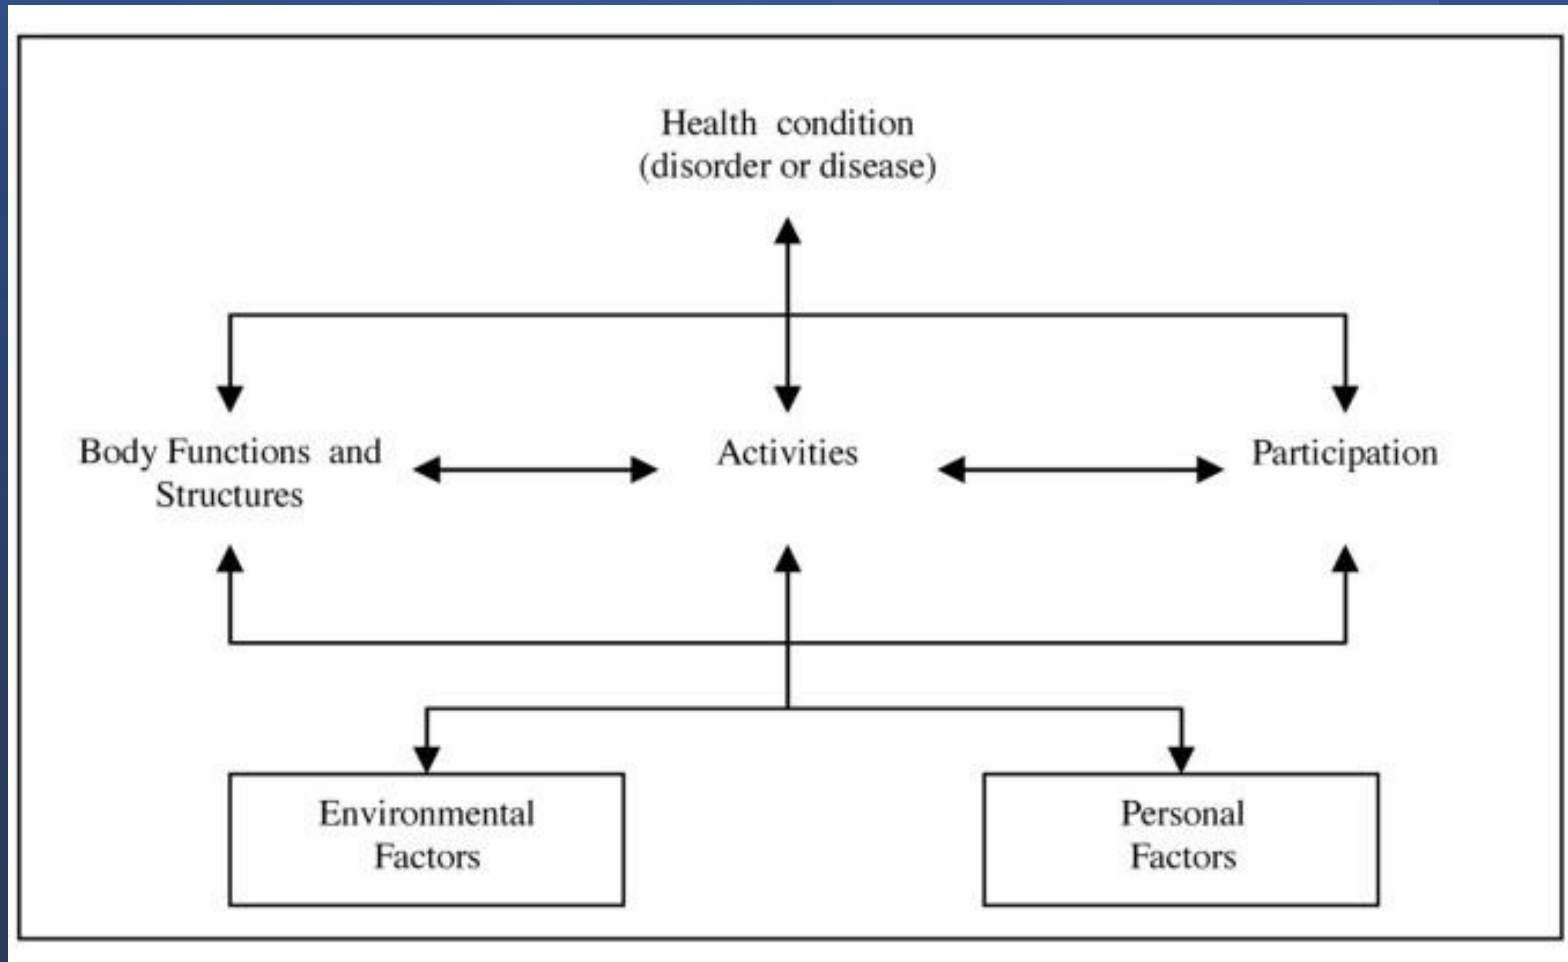 Health condition
(disorder or disease)
Body Functions and
Structures
Activities
Participation
Environmental
Factors
Personal
Factors